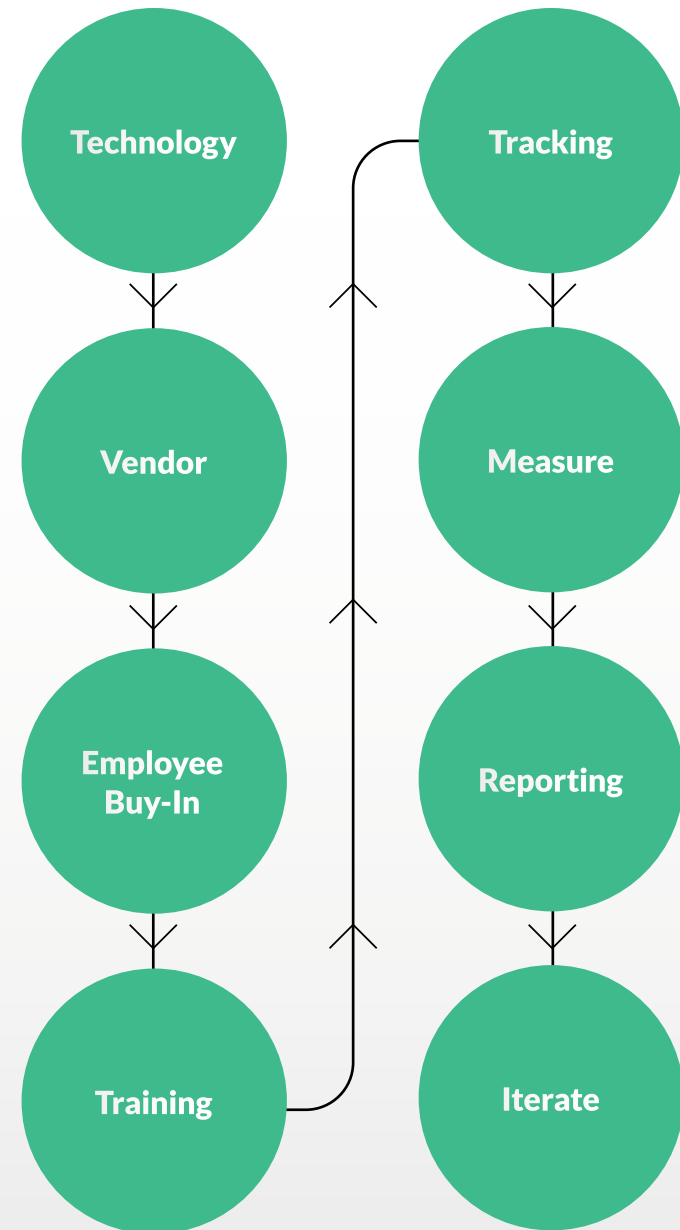 Technology
Vendor
Employee
Buy-In
Training
Tracking
Measure
Reporting
Iterate